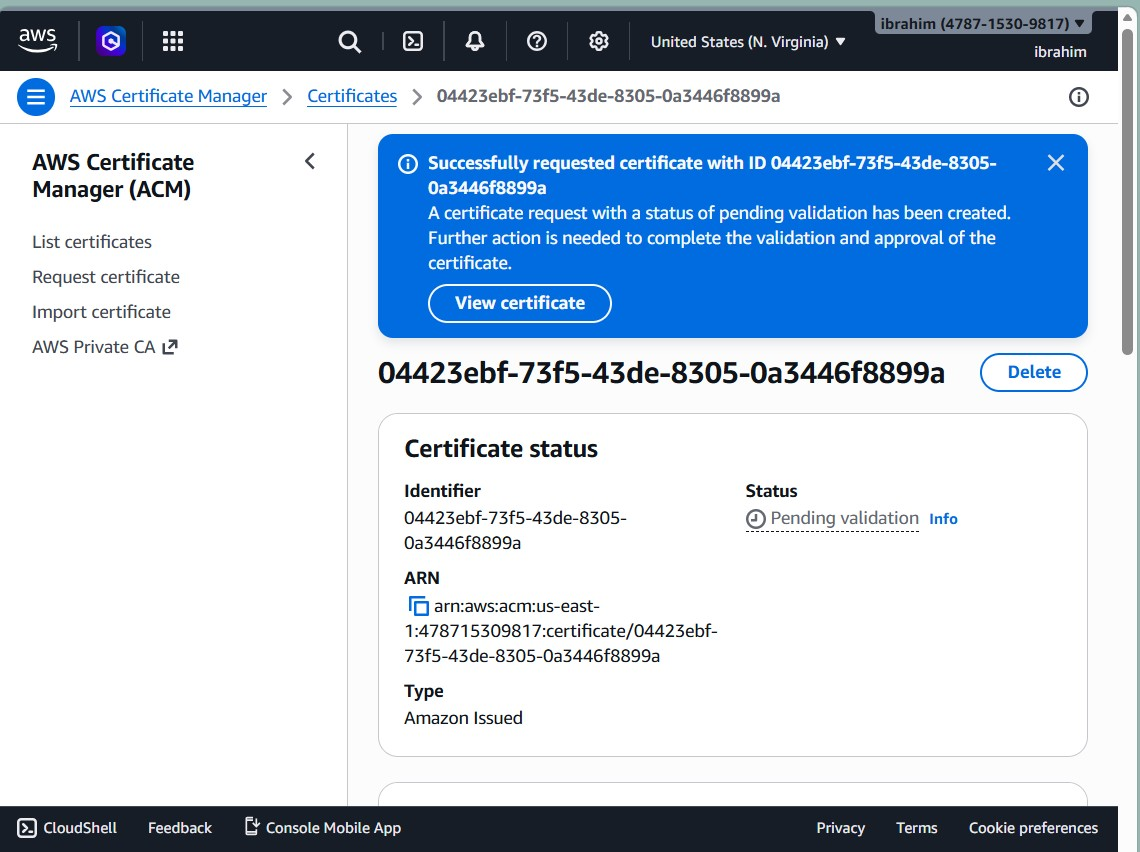 aws
United States (N. Virginia) ▼
ibrahim (4787-1530-9817) ▼
ibrahim
AWS Certificate Manager > Certificates > 04423ebf-73f5-43de-8305-0a3446f8899a
AWS Certificate
Manager (ACM)
List certificates
Request certificate
Import certificate
AWS Private CA
Successfully requested certificate with ID 04423ebf-73f5-43de-8305-
0a3446f8899a
A certificate request with a status of pending validation has been created.
Further action is needed to complete the validation and approval of the
certificate.
View certificate
04423ebf-73f5-43de-8305-0a3446f8899a
Delete
Certificate status
Identifier
04423ebf-73f5-43de-8305-
0a3446f8899a
Status
Pending validation Info
ARN
arn:aws:acm:us-east-
1:478715309817:certificate/04423ebf-
73f5-43de-8305-0a3446f8899a
Type
Amazon Issued
CloudShell Feedback Console Mobile App Privacy Terms Cookie preferences